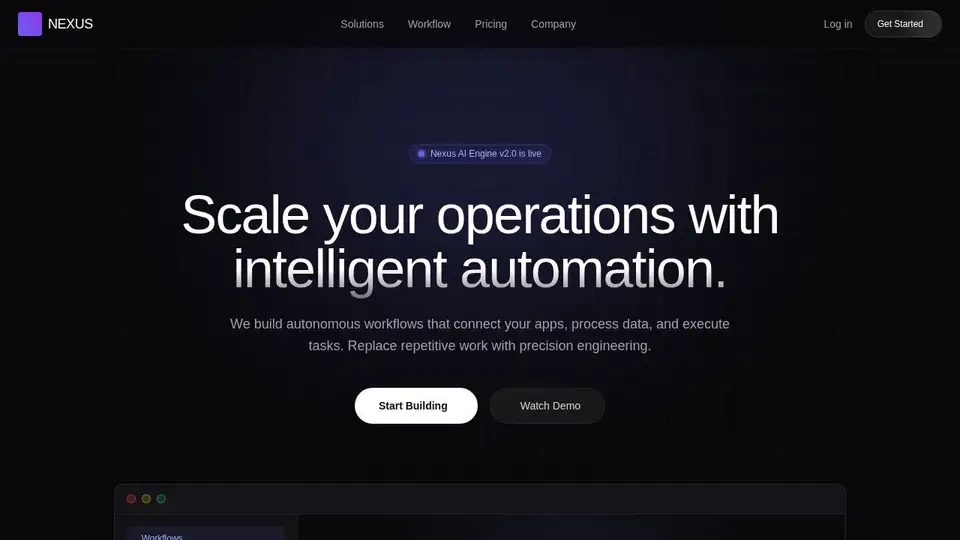 NEXUS
Solutions
Workflow
Pricing
Company
Log in
Get Started
Nexus AI Engine v2.0 is live
Scale your operations with
intelligent automation.
We build autonomous workflows that connect your apps, process data, and execute
tasks. Replace repetitive work with precision engineering.
Start Building
Watch Demo
Workflows